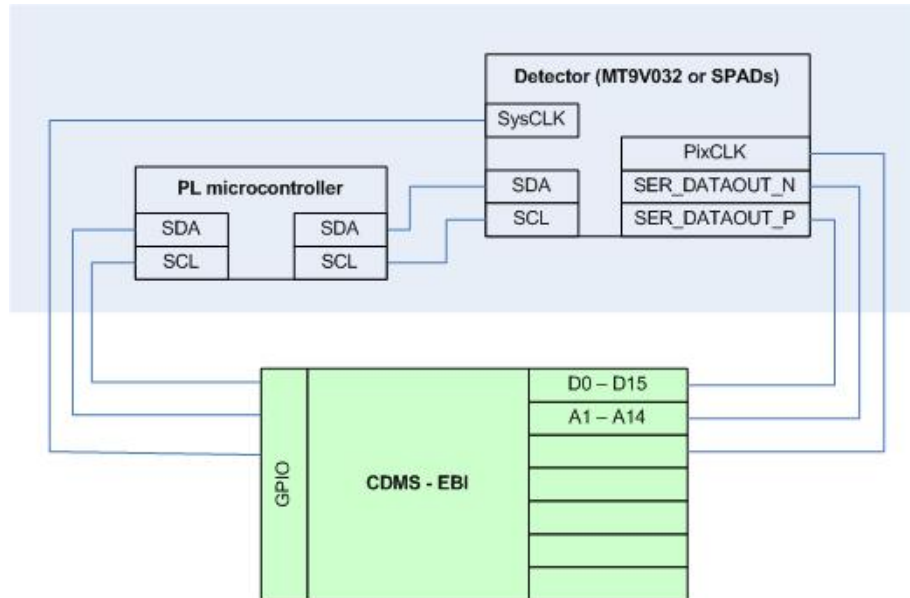 Detector (MT9V032 or SPADs)
SysCLK
PixCLK
PL microcontroller
SDA
SER_DATAOUT_N
SCL
SER_DATAOUT_P
SDA
SDA
SCL
SCL
D0 – D15
A1 – A14
GPIO
CDMS - EBI